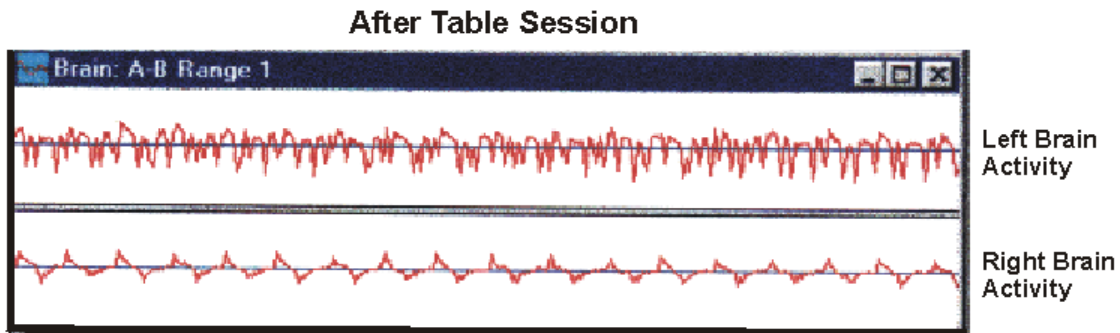 After Table Session
Brain: A-B Range 1
Left Brain
Activity
Right Brain
Activity